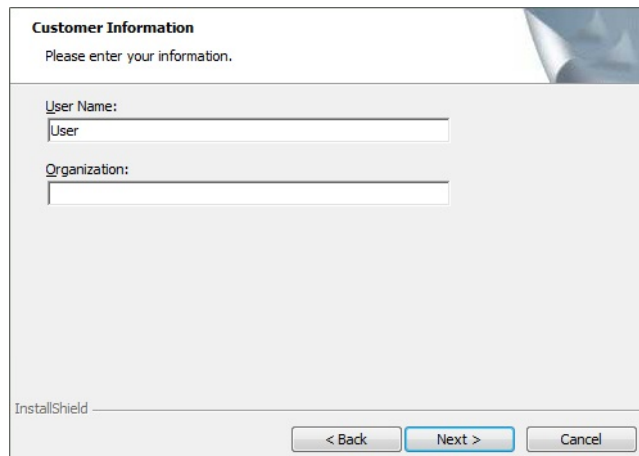 Customer Information
Please enter your information.
User Name:
User
Organization:
InstallShield
< Back
Next >
Cancel